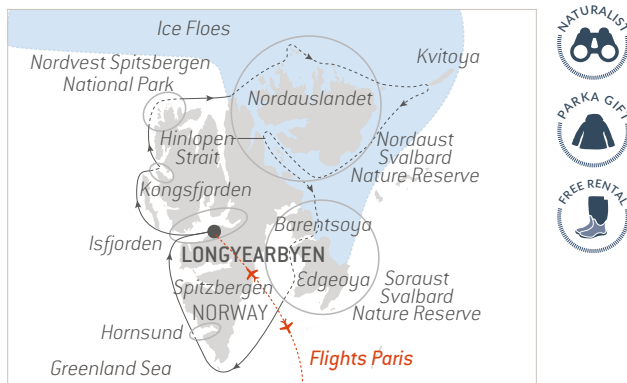 Ice Floes
Nordvest Spitsbergen
National Park
Kvitoya
Nordauslandet
Hinlopen
Strait
Nordaust
Svalbard
Nature Reserve
Kongsfjorden
Barentsoya
Isfjorden
LONGYEARBYEN
Spitzbergen
Edgeoya
NORWAY
Soraust
Svalbard
Nature Reserve
Hornsund
Greenland Sea
Flights Paris
NATURALIST
PARKA GIFT
FREE RENTAL